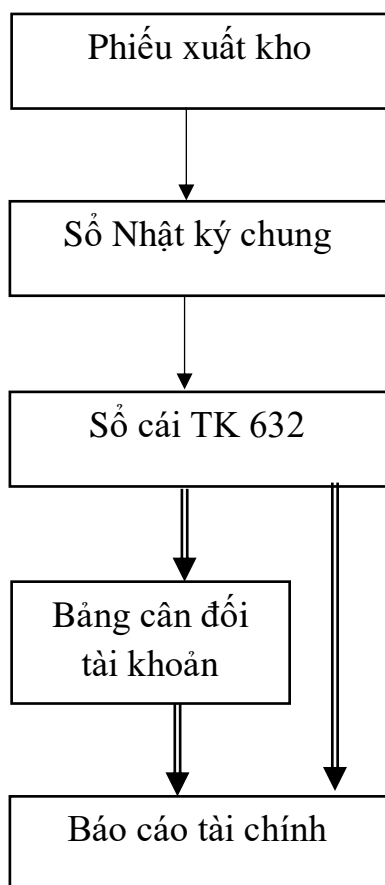 Phiếu xuất kho
Sổ Nhật ký chung
Sổ cái TK 632
Bảng cân đối
tài khoản
Báo cáo tài chính